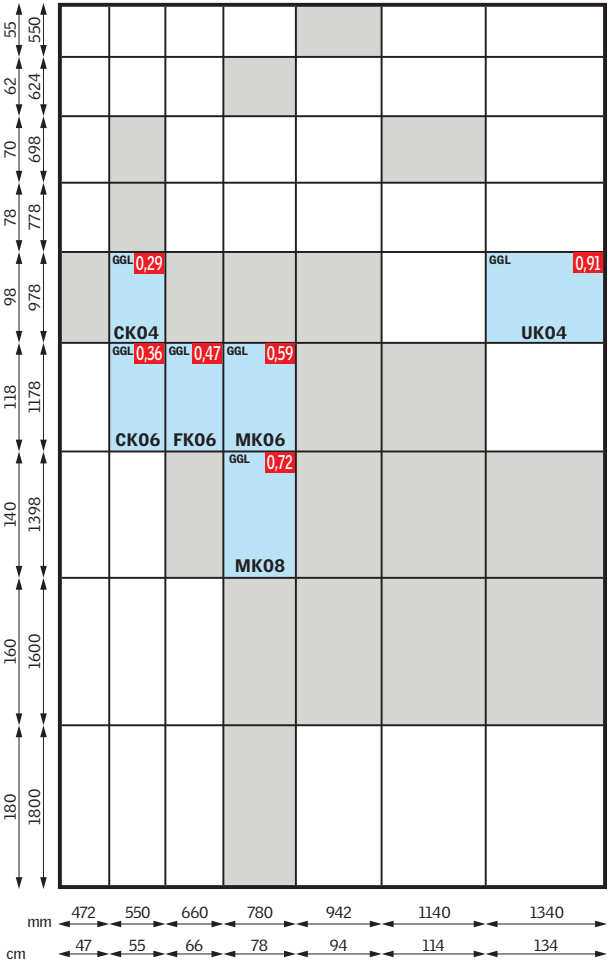 55 550
62 624
70 698
78 778
98 978
GGL 0,29
CK04
GGL 0,91
UK04
118 1178
GGL 0,36
CK06
GGL 0,47
FK06
GGL 0,59
MK06
140 1398
GGL 0,72
MK08
160 1600
180 1800
mm 472 550 660 780 942 1140 1340
cm 47 55 66 78 94 114 134